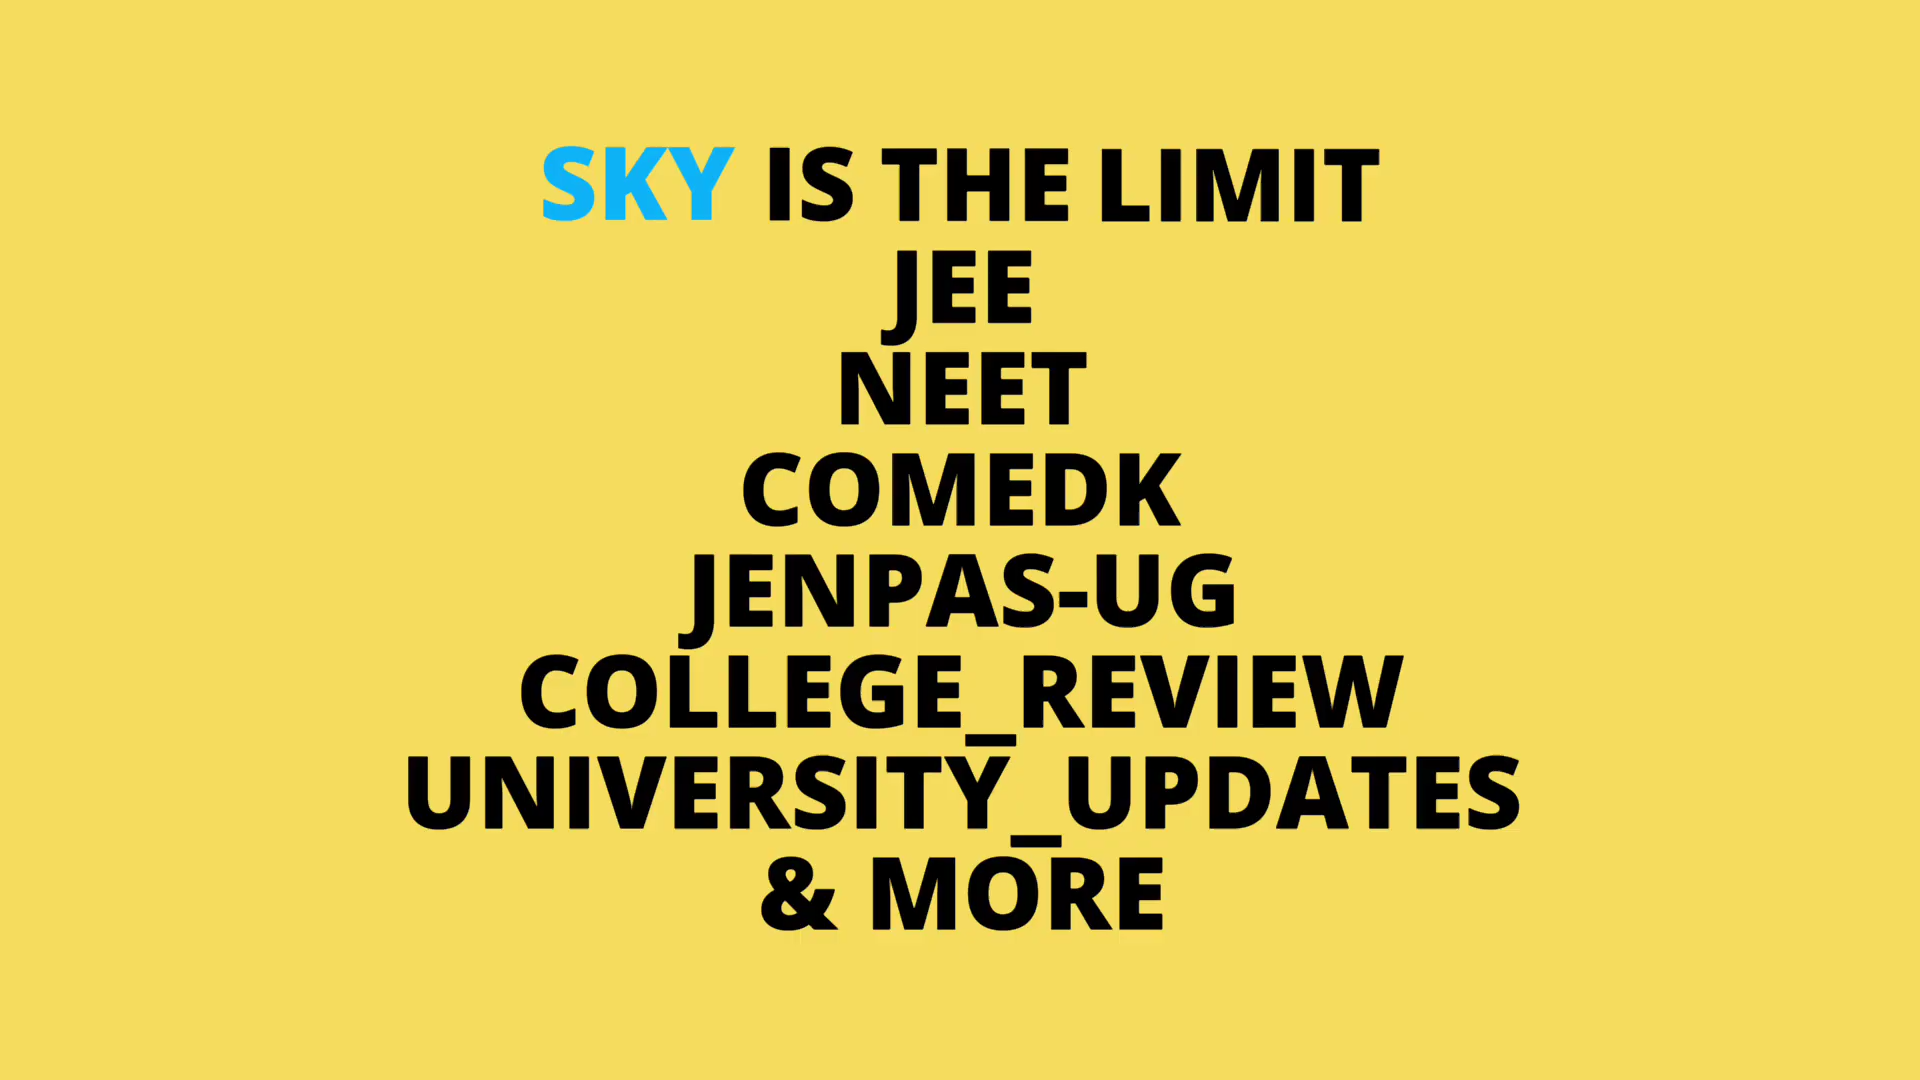 SKY IS THE LIMIT
JEE
NEET
COMEDK
JENPAS-UG
COLLEGE_REVIEW
UNIVERSITY_UPDATES
& MORE